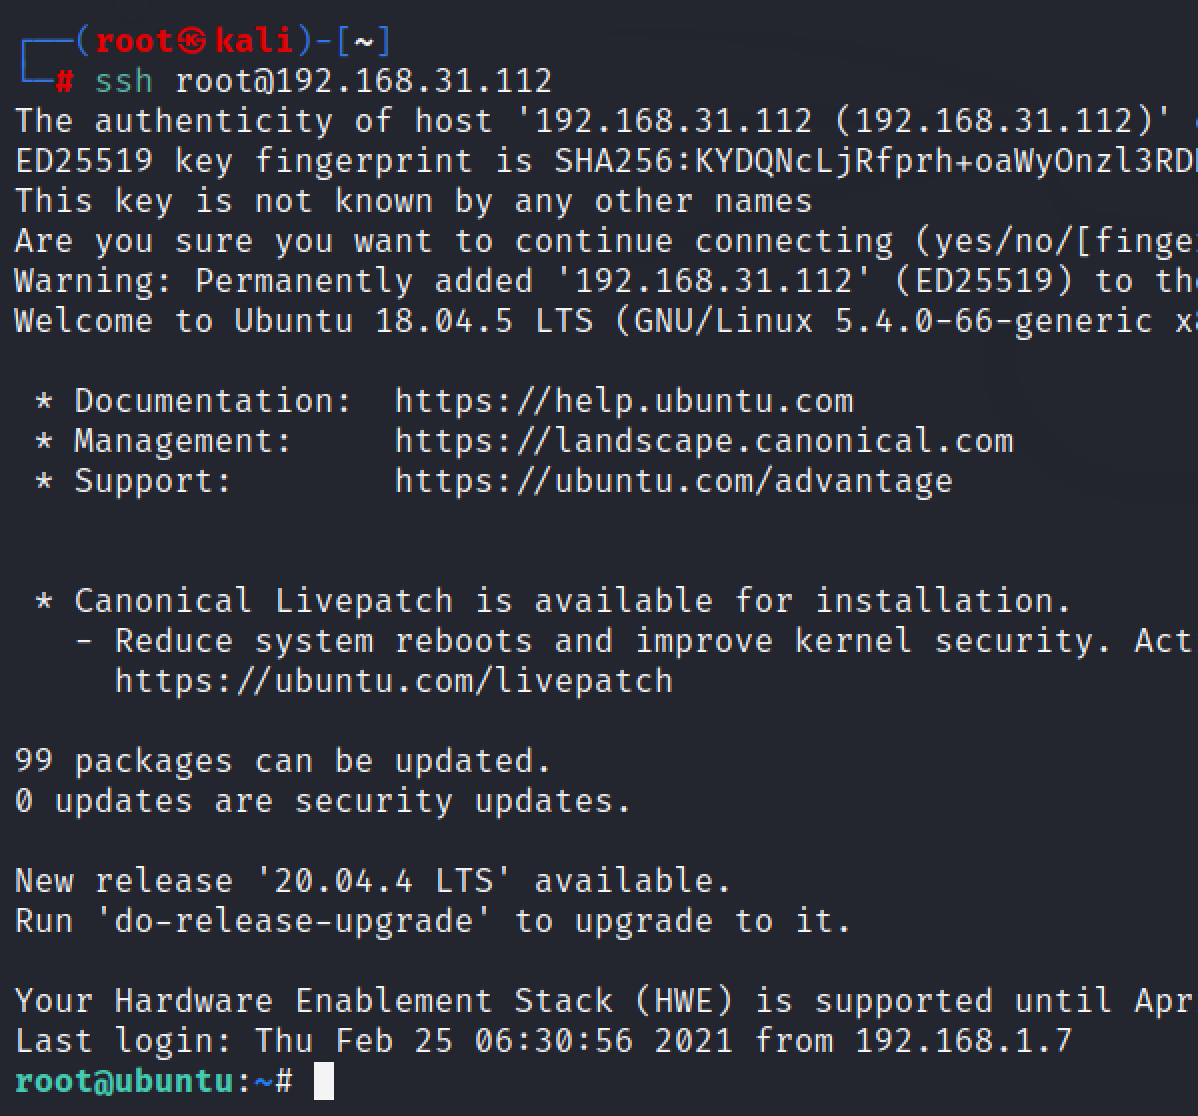 ┌──(root㉿kali)-[~]
└─# ssh root@192.168.31.112
The authenticity of host '192.168.31.112 (192.168.31.112)'
ED25519 key fingerprint is SHA256:KYDQNcLjRfprh+oaWyOnzl3RD
This key is not known by any other names
Are you sure you want to continue connecting (yes/no/[finge
Warning: Permanently added '192.168.31.112' (ED25519) to the
Welcome to Ubuntu 18.04.5 LTS (GNU/Linux 5.4.0-66-generic x
* Documentation: https://help.ubuntu.com
* Management: https://landscape.canonical.com
* Support: https://ubuntu.com/advantage
* Canonical Livepatch is available for installation.
- Reduce system reboots and improve kernel security. Act
https://ubuntu.com/livepatch
99 packages can be updated.
0 updates are security updates.
New release '20.04.4 LTS' available.
Run 'do-release-upgrade' to upgrade to it.
Your Hardware Enablement Stack (HWE) is supported until Apr
Last login: Thu Feb 25 06:30:56 2021 from 192.168.1.7
root@ubuntu:~#